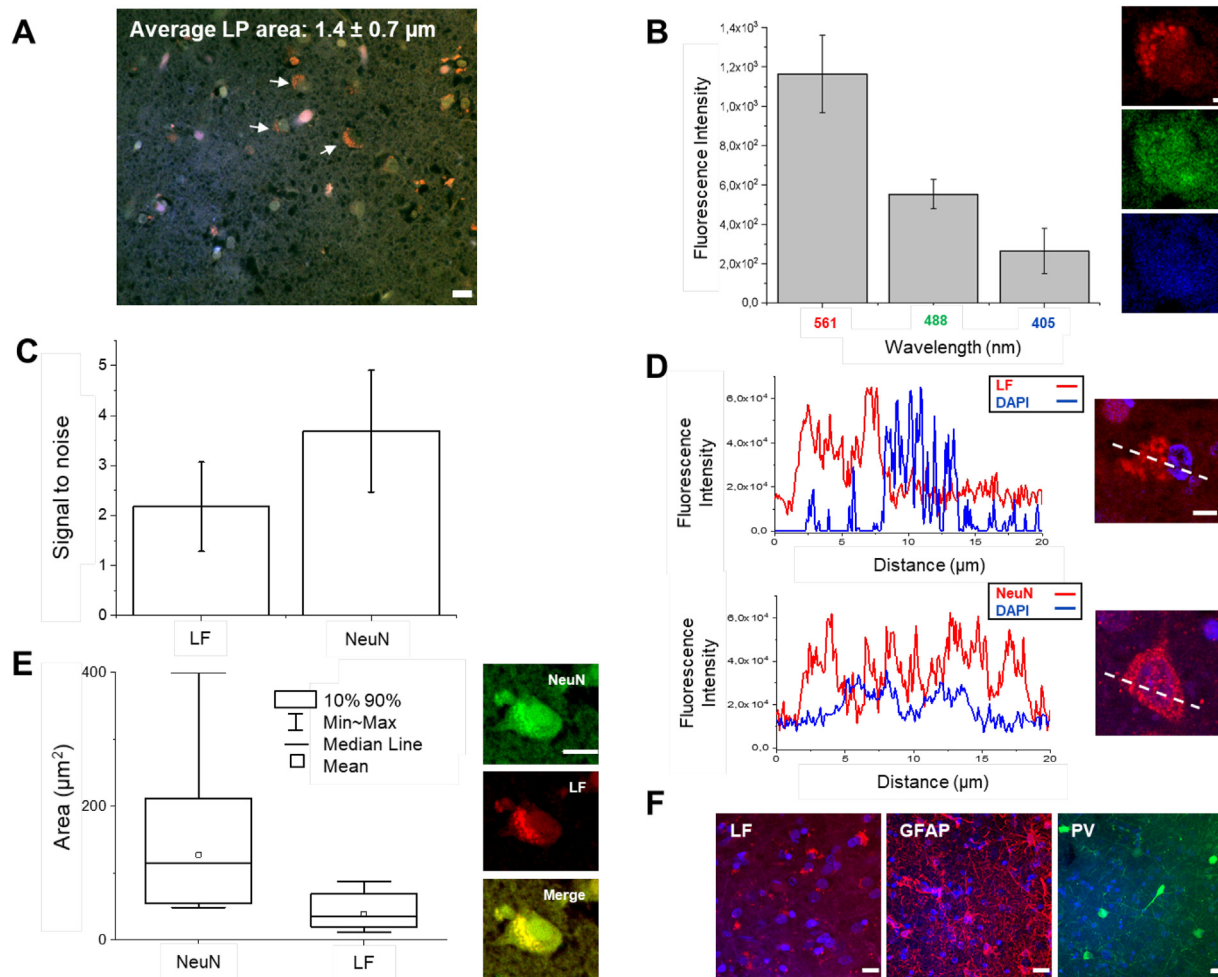 A
Average LP area: 1.4 ± 0.7 µm
B
Fluorescence Intensity
1,4x10³
1,2x10³
1,0x10³
8,0x10²
6,0x10²
4,0x10²
2,0x10²
0,0
561
488
405
Wavelength (nm)
C
Signal to noise
5
4
3
2
1
0
LF
NeuN
D
Fluorescence
Intensity
6,0x10⁴
4,0x10⁴
2,0x10⁴
0,0
LF
DAPI
0
5
10
15
20
Distance (µm)
Fluorescence
Intensity
6,0x10⁴
4,0x10⁴
2,0x10⁴
0,0
NeuN
DAPI
0
5
10
15
20
Distance (µm)
E
Area (µm²)
400
200
0
10% 90%
Min~Max
Median Line
Mean
NeuN
LF
NeuN
LF
Merge
F
LF
GFAP
PV